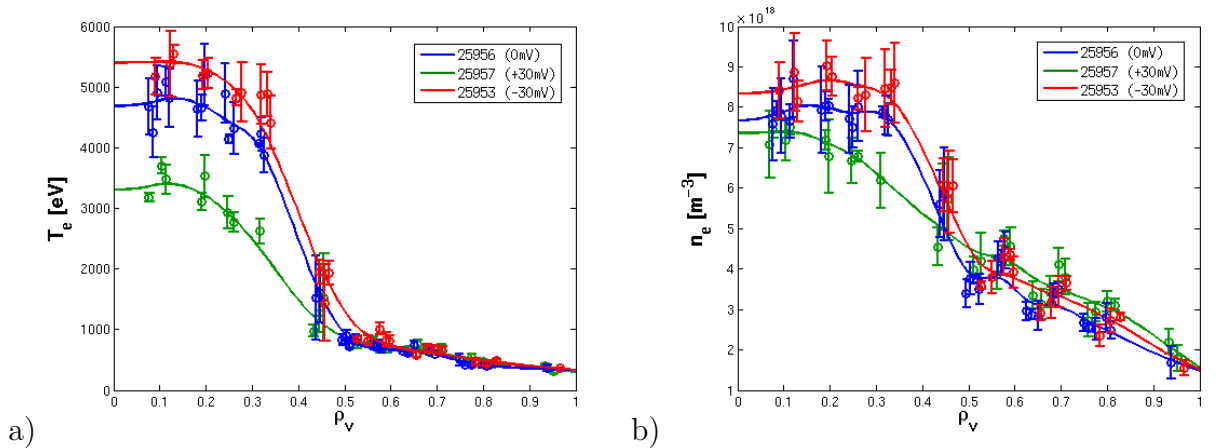 a)
T_e [eV]
6000
5000
4000
3000
2000
1000
0
0 0.1 0.2 0.3 0.4 0.5 0.6 0.7 0.8 0.9 1
ρ_v
25956 (0mV)
25957 (+30mV)
25953 (-30mV)
b)
n_e [m^{-3}]
× 10^{18}
10
9
8
7
6
5
4
3
2
1
0 0.1 0.2 0.3 0.4 0.5 0.6 0.7 0.8 0.9 1
ρ_v
25956 (0mV)
25957 (+30mV)
25953 (-30mV)